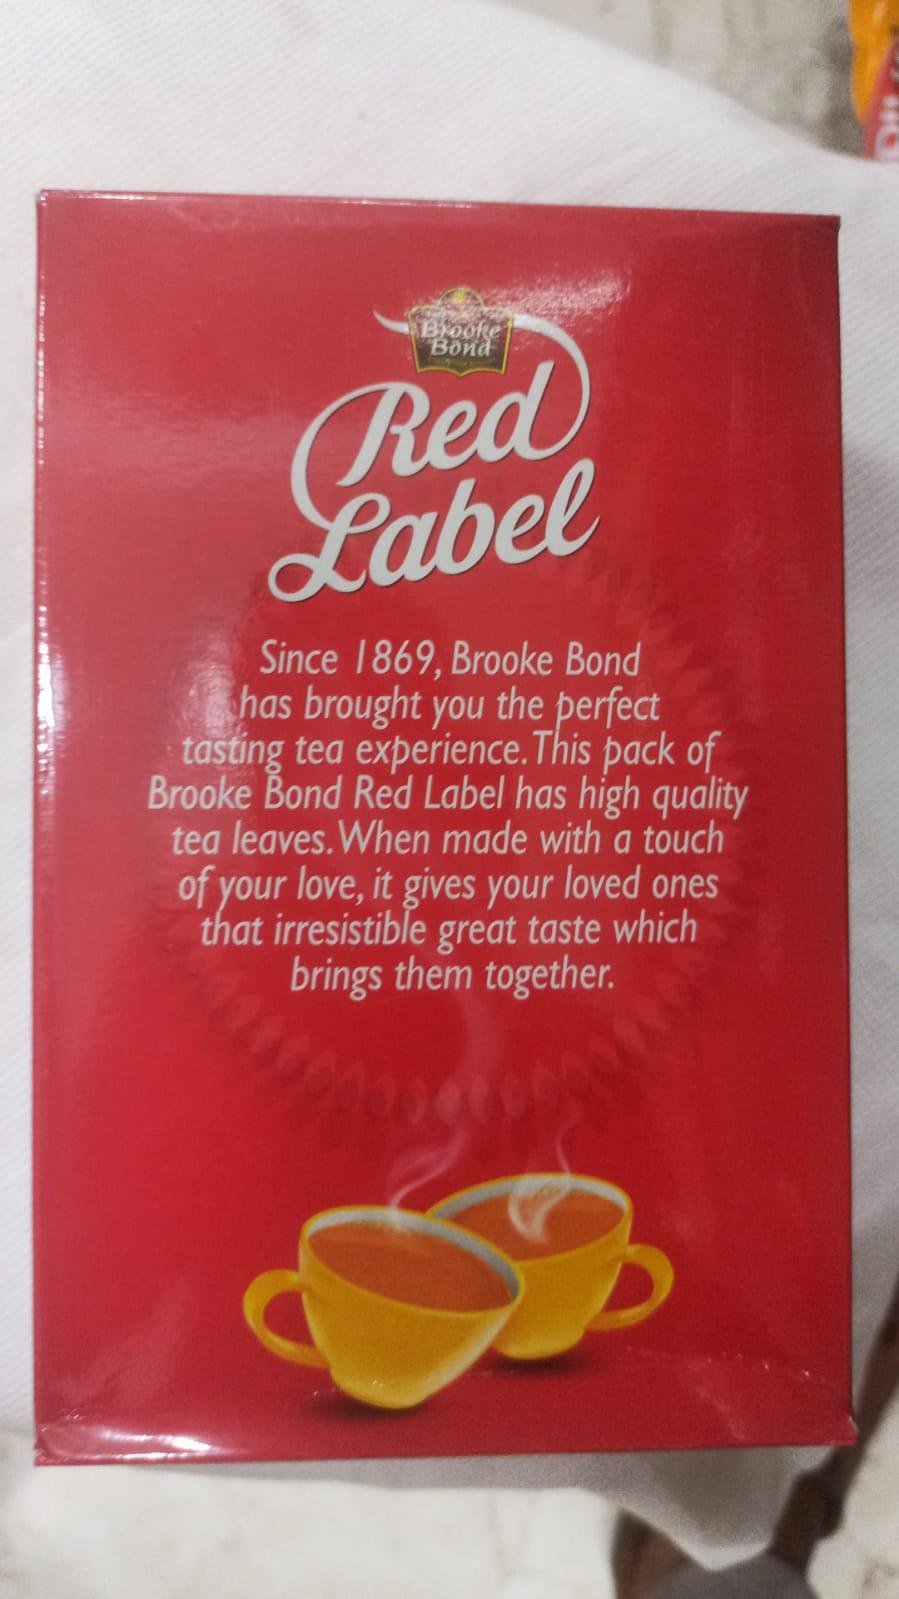 Brooke
Bond
Red
Label
Since 1869, Brooke Bond
has brought you the perfect
tasting tea experience. This pack of
Brooke Bond Red Label has high quality
tea leaves. When made with a touch
of your love, it gives your loved ones
that irresistible great taste which
brings them together.